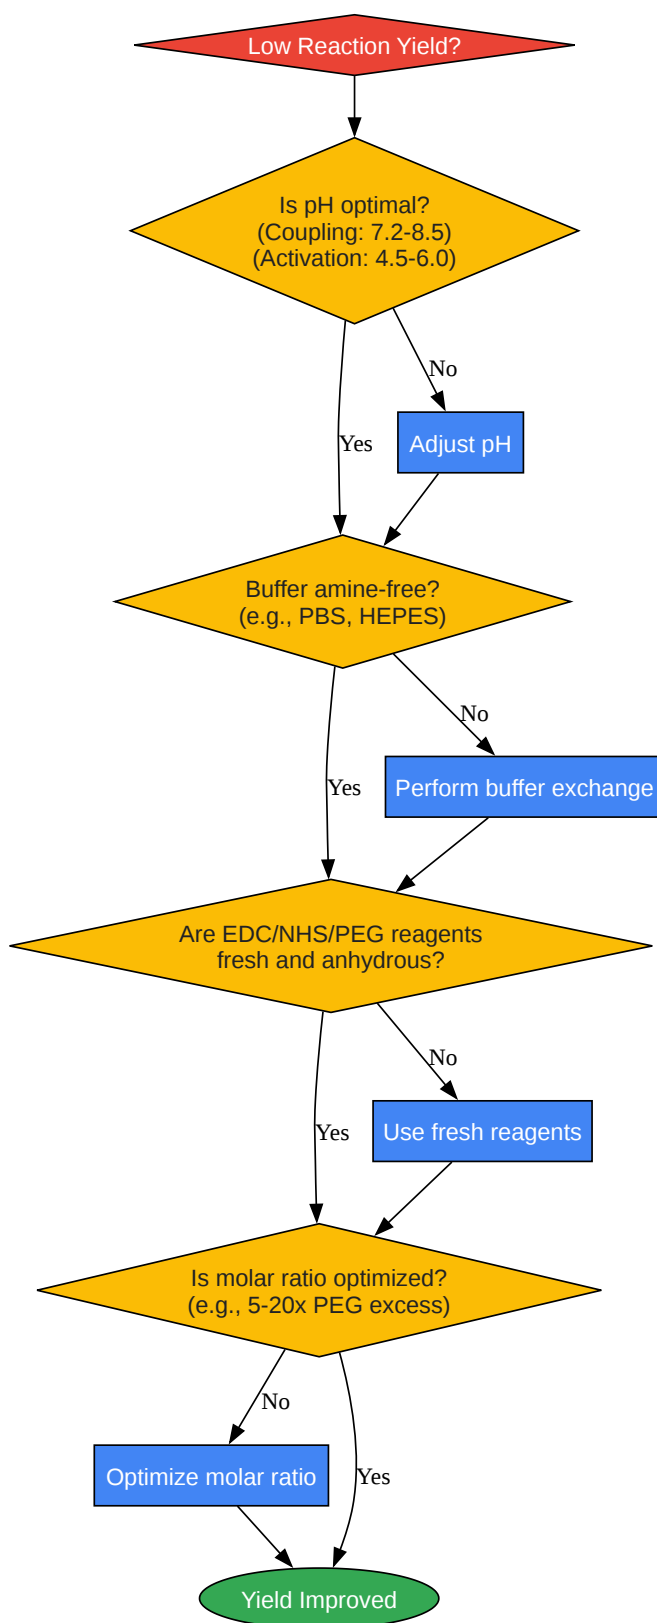 Low Reaction Yield?
Is pH optimal?
(Coupling: 7.2-8.5)
(Activation: 4.5-6.0)
No
Yes
Adjust pH
Buffer amine-free?
(e.g., PBS, HEPES)
No
Yes
Perform buffer exchange
Are EDC/NHS/PEG reagents
fresh and anhydrous?
No
Yes
Use fresh reagents
Is molar ratio optimized?
(e.g., 5-20x PEG excess)
No
Optimize molar ratio
Yes
Yield Improved